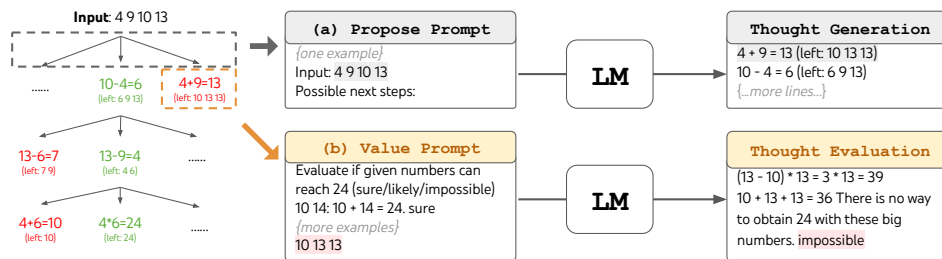 Input: 4 9 10 13
......
10-4=6
(left: 6 9 13)
4+9=13
(left: 10 13 13)
13-6=7
(left: 7 9)
13-9=4
(left: 4 6)
......
4+6=10
(left: 10)
4*6=24
(left: 24)
......
(a) Propose Prompt
{one example}
Input: 4 9 10 13
Possible next steps:
LM
Thought Generation
4 + 9 = 13 (left: 10 13 13)
10 - 4 = 6 (left: 6 9 13)
{...more lines...}
(b) Value Prompt
Evaluate if given numbers can
reach 24 (sure/likely/impossible)
10 14: 10 + 14 = 24. sure
{more examples}
10 13 13
LM
Thought Evaluation
(13 - 10) * 13 = 3 * 13 = 39
10 + 13 + 13 = 36 There is no way
to obtain 24 with these big
numbers. impossible